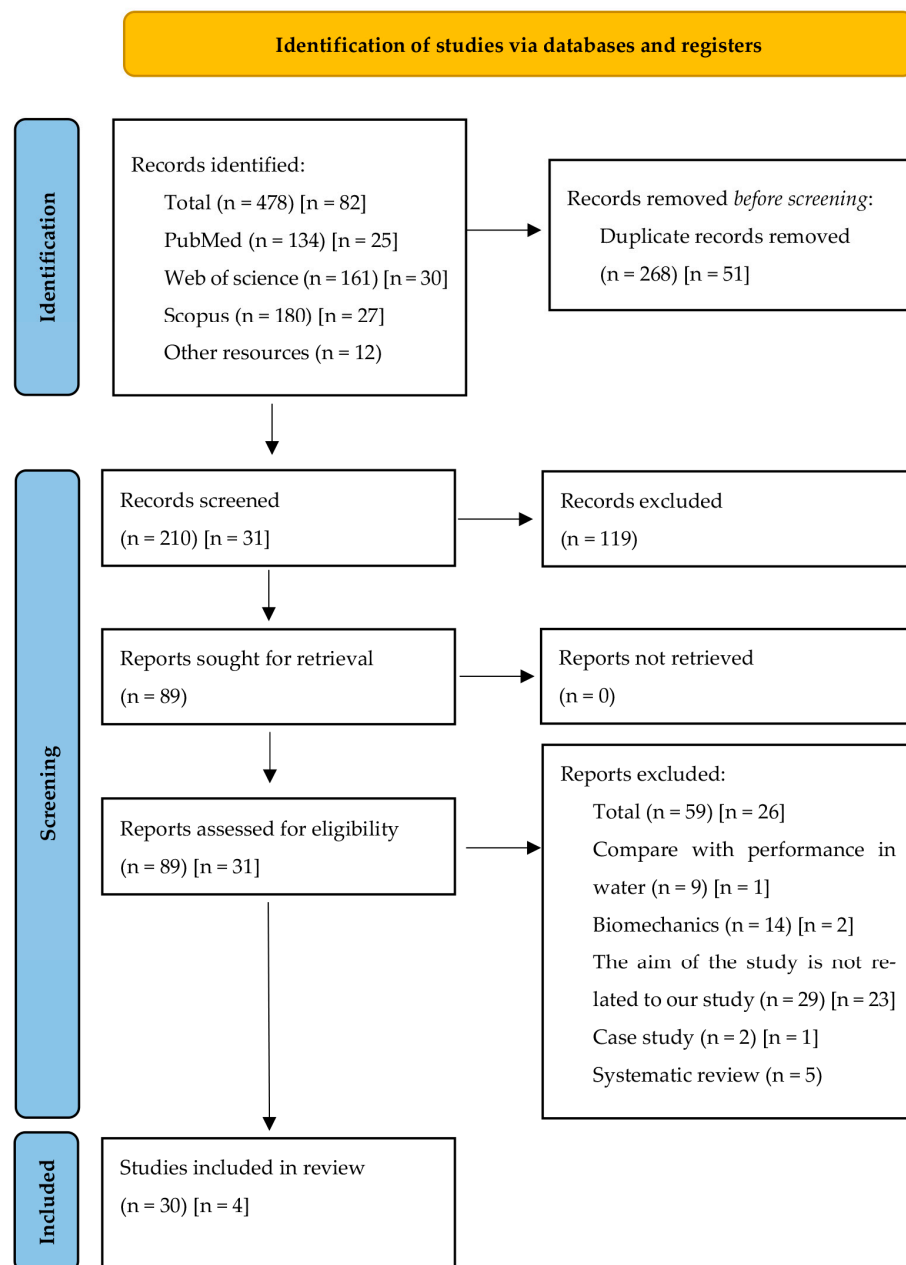 Identification of studies via databases and registers
Identification
Records identified:
Total (n = 478) [n = 82]
PubMed (n = 134) [n = 25]
Web of science (n = 161) [n = 30]
Scopus (n = 180) [n = 27]
Other resources (n = 12)
Records removed before screening:
Duplicate records removed
(n = 268) [n = 51]
Screening
Records screened
(n = 210) [n = 31]
Records excluded
(n = 119)
Reports sought for retrieval
(n = 89)
Reports not retrieved
(n = 0)
Reports assessed for eligibility
(n = 89) [n = 31]
Reports excluded:
Total (n = 59) [n = 26]
Compare with performance in
water (n = 9) [n = 1]
Biomechanics (n = 14) [n = 2]
The aim of the study is not re-
lated to our study (n = 29) [n = 23]
Case study (n = 2) [n = 1]
Systematic review (n = 5)
Included
Studies included in review
(n = 30) [n = 4]